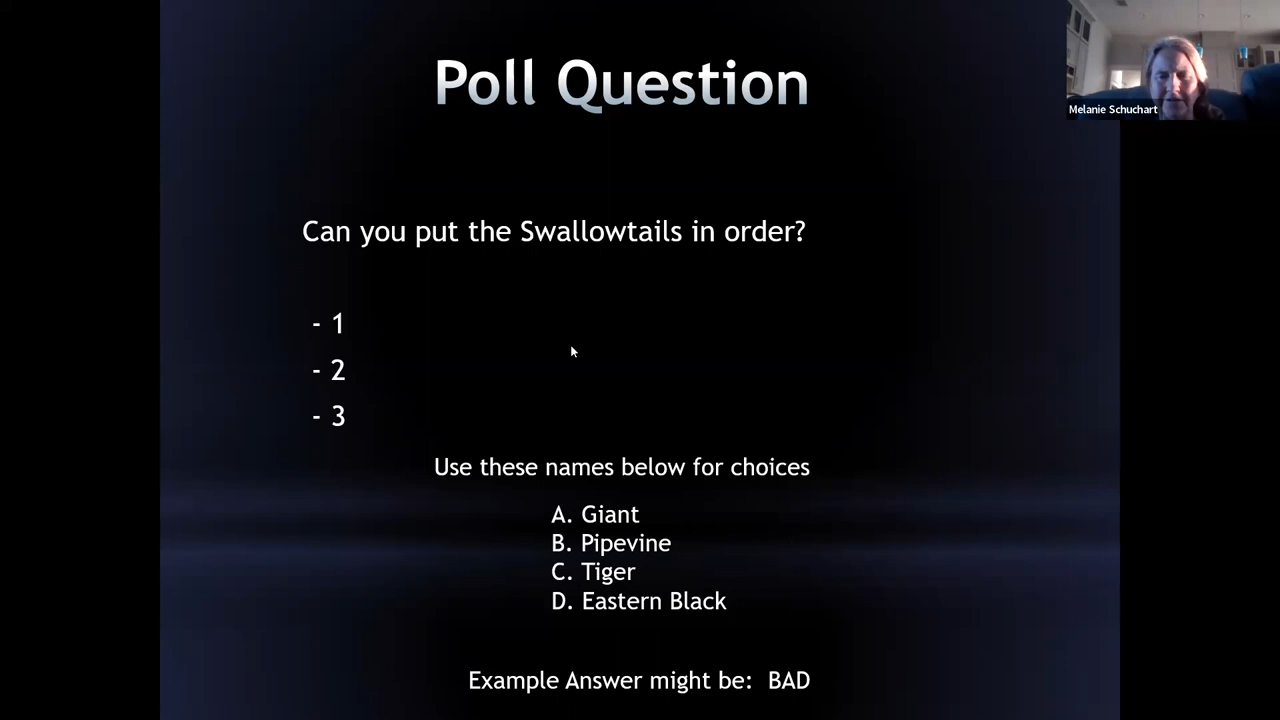 Poll Question
Melanie Schuchart
Can you put the Swallowtails in order?
- 1
- 2
- 3
Use these names below for choices
A. Giant
B. Pipevine
C. Tiger
D. Eastern Black
Example Answer might be:  BAD